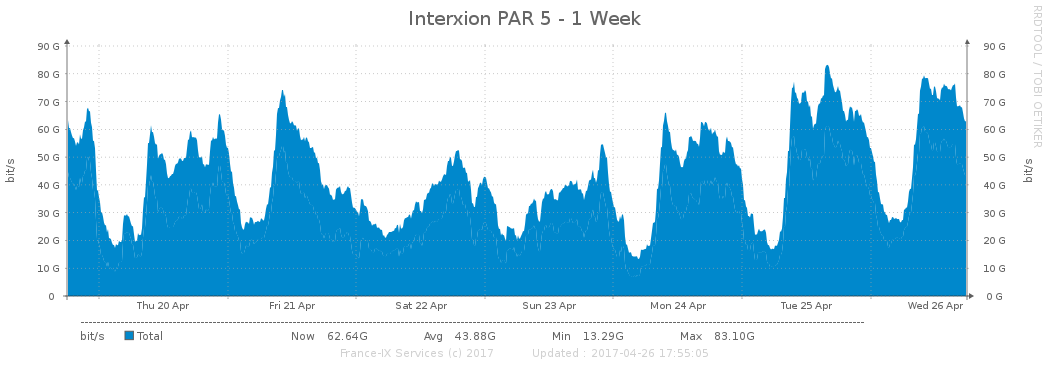 Interxion PAR 5 - 1 Week
RRDTOOL / TOBI OETIKER
bit/s
90 G
80 G
70 G
60 G
50 G
40 G
30 G
20 G
10 G
0
90 G
80 G
70 G
60 G
50 G
40 G
30 G
20 G
10 G
0 G
bit/s
Thu 20 Apr Fri 21 Apr Sat 22 Apr Sun 23 Apr Mon 24 Apr Tue 25 Apr Wed 26 Apr
bit/s Total Now 62.64G Avg 43.88G Min 13.29G Max 83.10G
France-IX Services (c) 2017 Updated : 2017-04-26 17:55:05